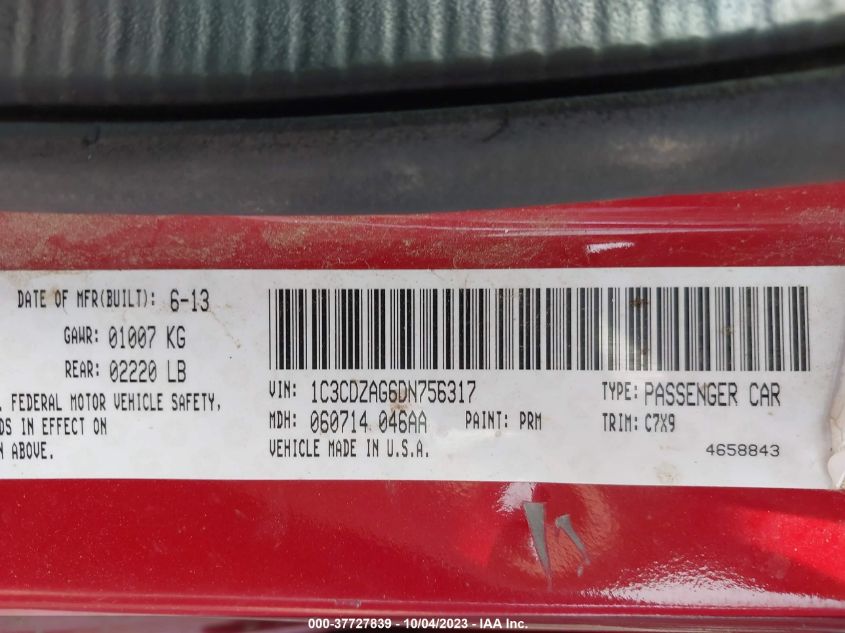 DATE OF MFR(BUILT): 6-13
GAWR: 01007 KG
REAR: 02220 LB
FEDERAL MOTOR VEHICLE SAFETY,
DS IN EFFECT ON
N ABOVE.
VIN: 1C3CDZAG6DN756317 TYPE: PASSENGER CAR
MDH: 060714 046AA PAINT: PRM TRIM: C7X9
VEHICLE MADE IN U.S.A.
4658843
000-37727839 - 10/04/2023 - IAA Inc.